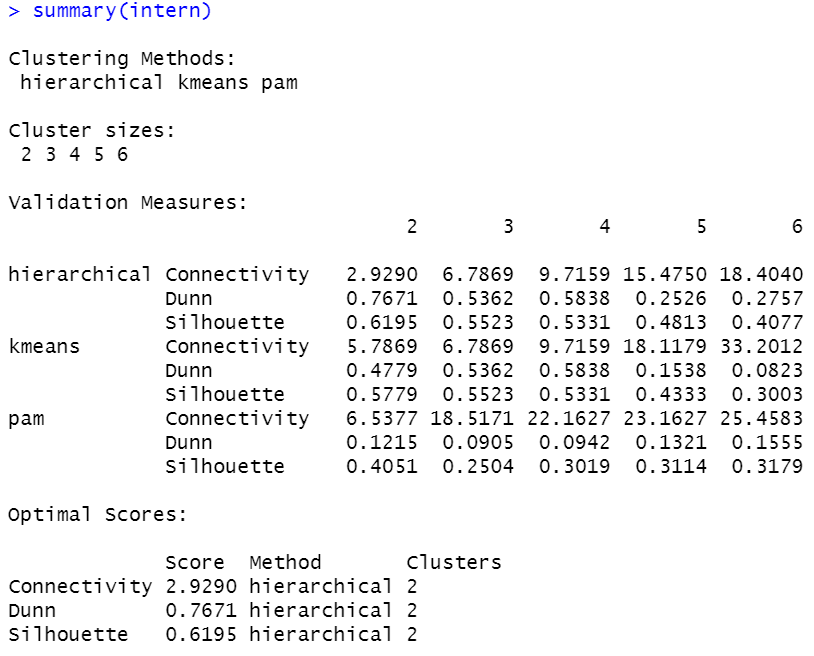 > summary(intern)
Clustering Methods:
hierarchical kmeans pam
Cluster sizes:
2 3 4 5 6
Validation Measures:
2 3 4 5 6
hierarchical Connectivity 2.9290 6.7869 9.7159 15.4750 18.4040
Dunn 0.7671 0.5362 0.5838 0.2526 0.2757
Silhouette 0.6195 0.5523 0.5331 0.4813 0.4077
kmeans Connectivity 5.7869 6.7869 9.7159 18.1179 33.2012
Dunn 0.4779 0.5362 0.5838 0.1538 0.0823
Silhouette 0.5779 0.5523 0.5331 0.4333 0.3003
pam Connectivity 6.5377 18.5171 22.1627 23.1627 25.4583
Dunn 0.1215 0.0905 0.0942 0.1321 0.1555
Silhouette 0.4051 0.2504 0.3019 0.3114 0.3179
Optimal Scores:
Score Method Clusters
Connectivity 2.9290 hierarchical 2
Dunn 0.7671 hierarchical 2
Silhouette 0.6195 hierarchical 2